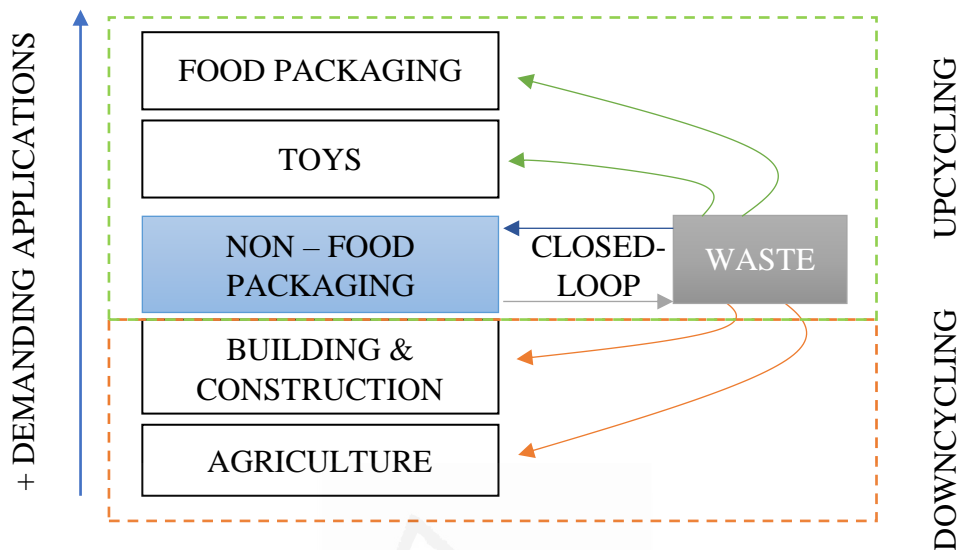 + DEMANDING APPLICATIONS
FOOD PACKAGING
TOYS
NON – FOOD
PACKAGING
CLOSED-
LOOP
WASTE
BUILDING &
CONSTRUCTION
AGRICULTURE
UPCYCLING
DOWNCYCLING